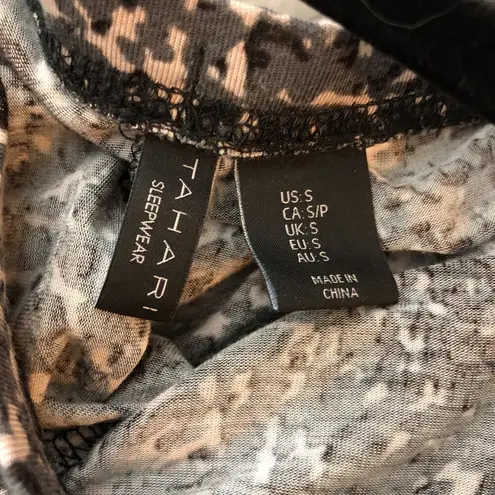 TAHARI
SLEEPWEAR
US:S
CA:S/P
UK:S
EU:S
AU:S
MADE IN
CHINA